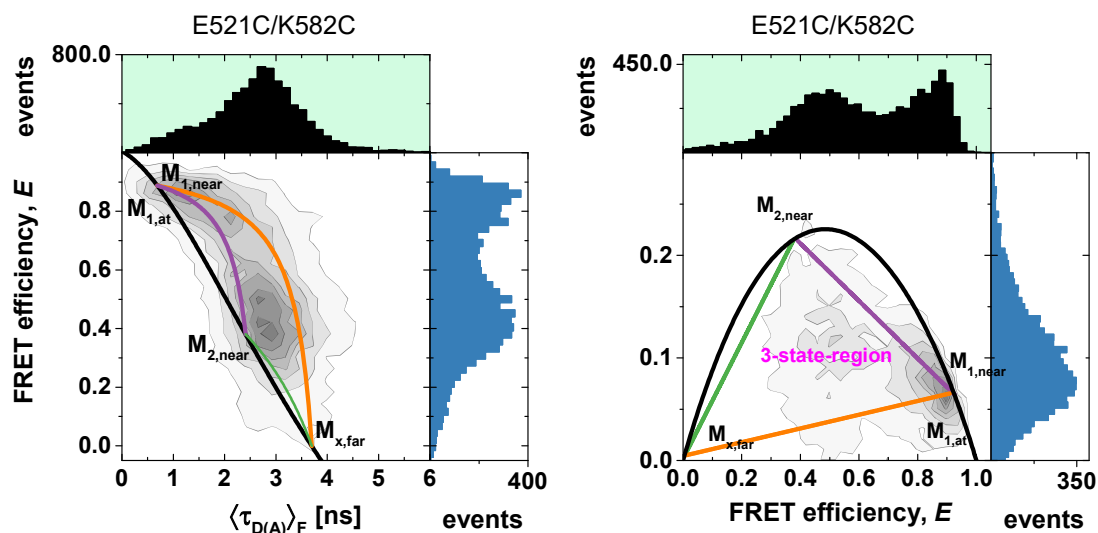 E521C/K582C
800.0
events
FRET efficiency, E
0.8
0.6
0.4
0.2
0.0
M1,near
M1,at
M2,near
Mx,far
0 1 2 3 4 5 6
400
⟨τD(A)⟩F [ns]
events
E521C/K582C
450.0
events
0.2
0.1
0.0
M2,near
3-state-region
M1,near
M1,at
Mx,far
0.0 0.2 0.4 0.6 0.8 1.0
350
FRET efficiency, E
events